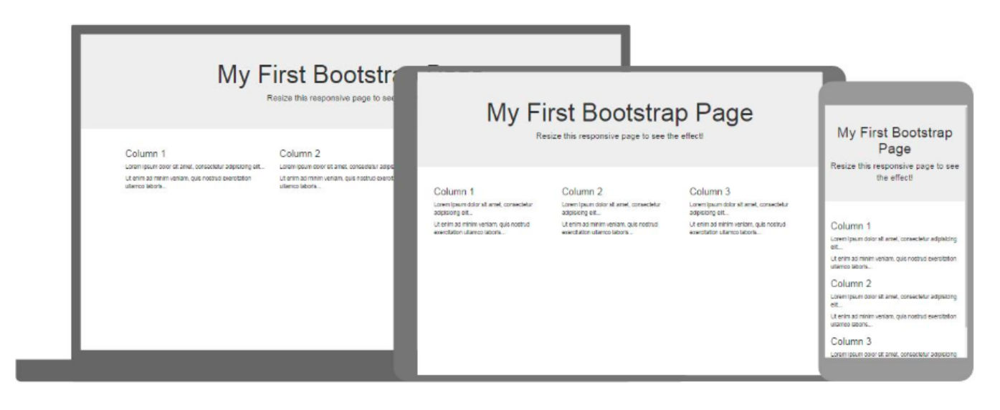 My First Bootstra
Resize this responsive page to see
Column 1
Lorem ipsum dolor sit amet, consectetur adipisicing elit...
Ut enim ad minim veniam, quis nostrud exercitation
ullamco laboris...
Column 2
Lorem ipsum dolor sit amet, consectetur adipi
Ut enim ad minim veniam, quis nostrud exercit
ullamco laboris...
My First Bootstrap Page
Resize this responsive page to see the effect!
Column 1
Lorem ipsum dolor sit amet, consectetur
adipisicing elit...
Ut enim ad minim veniam, quis nostrud
exercitation ullamco laboris...
Column 2
Lorem ipsum dolor sit amet, consectetur
adipisicing elit...
Ut enim ad minim veniam, quis nostrud
exercitation ullamco laboris...
Column 3
Lorem ipsum dolor sit amet, consectetur
adipisicing elit...
Ut enim ad minim veniam, quis nostrud
exercitation ullamco laboris...
My First Bootstrap
Page
Resize this responsive page to see
the effect!
Column 1
Lorem ipsum dolor sit amet, consectetur adipisicing
elit...
Ut enim ad minim veniam, quis nostrud exercitation
ullamco laboris...
Column 2
Lorem ipsum dolor sit amet, consectetur adipisicing
elit...
Ut enim ad minim veniam, quis nostrud exercitation
ullamco laboris...
Column 3
Lorem ipsum dolor sit amet, consectetur adipisicing